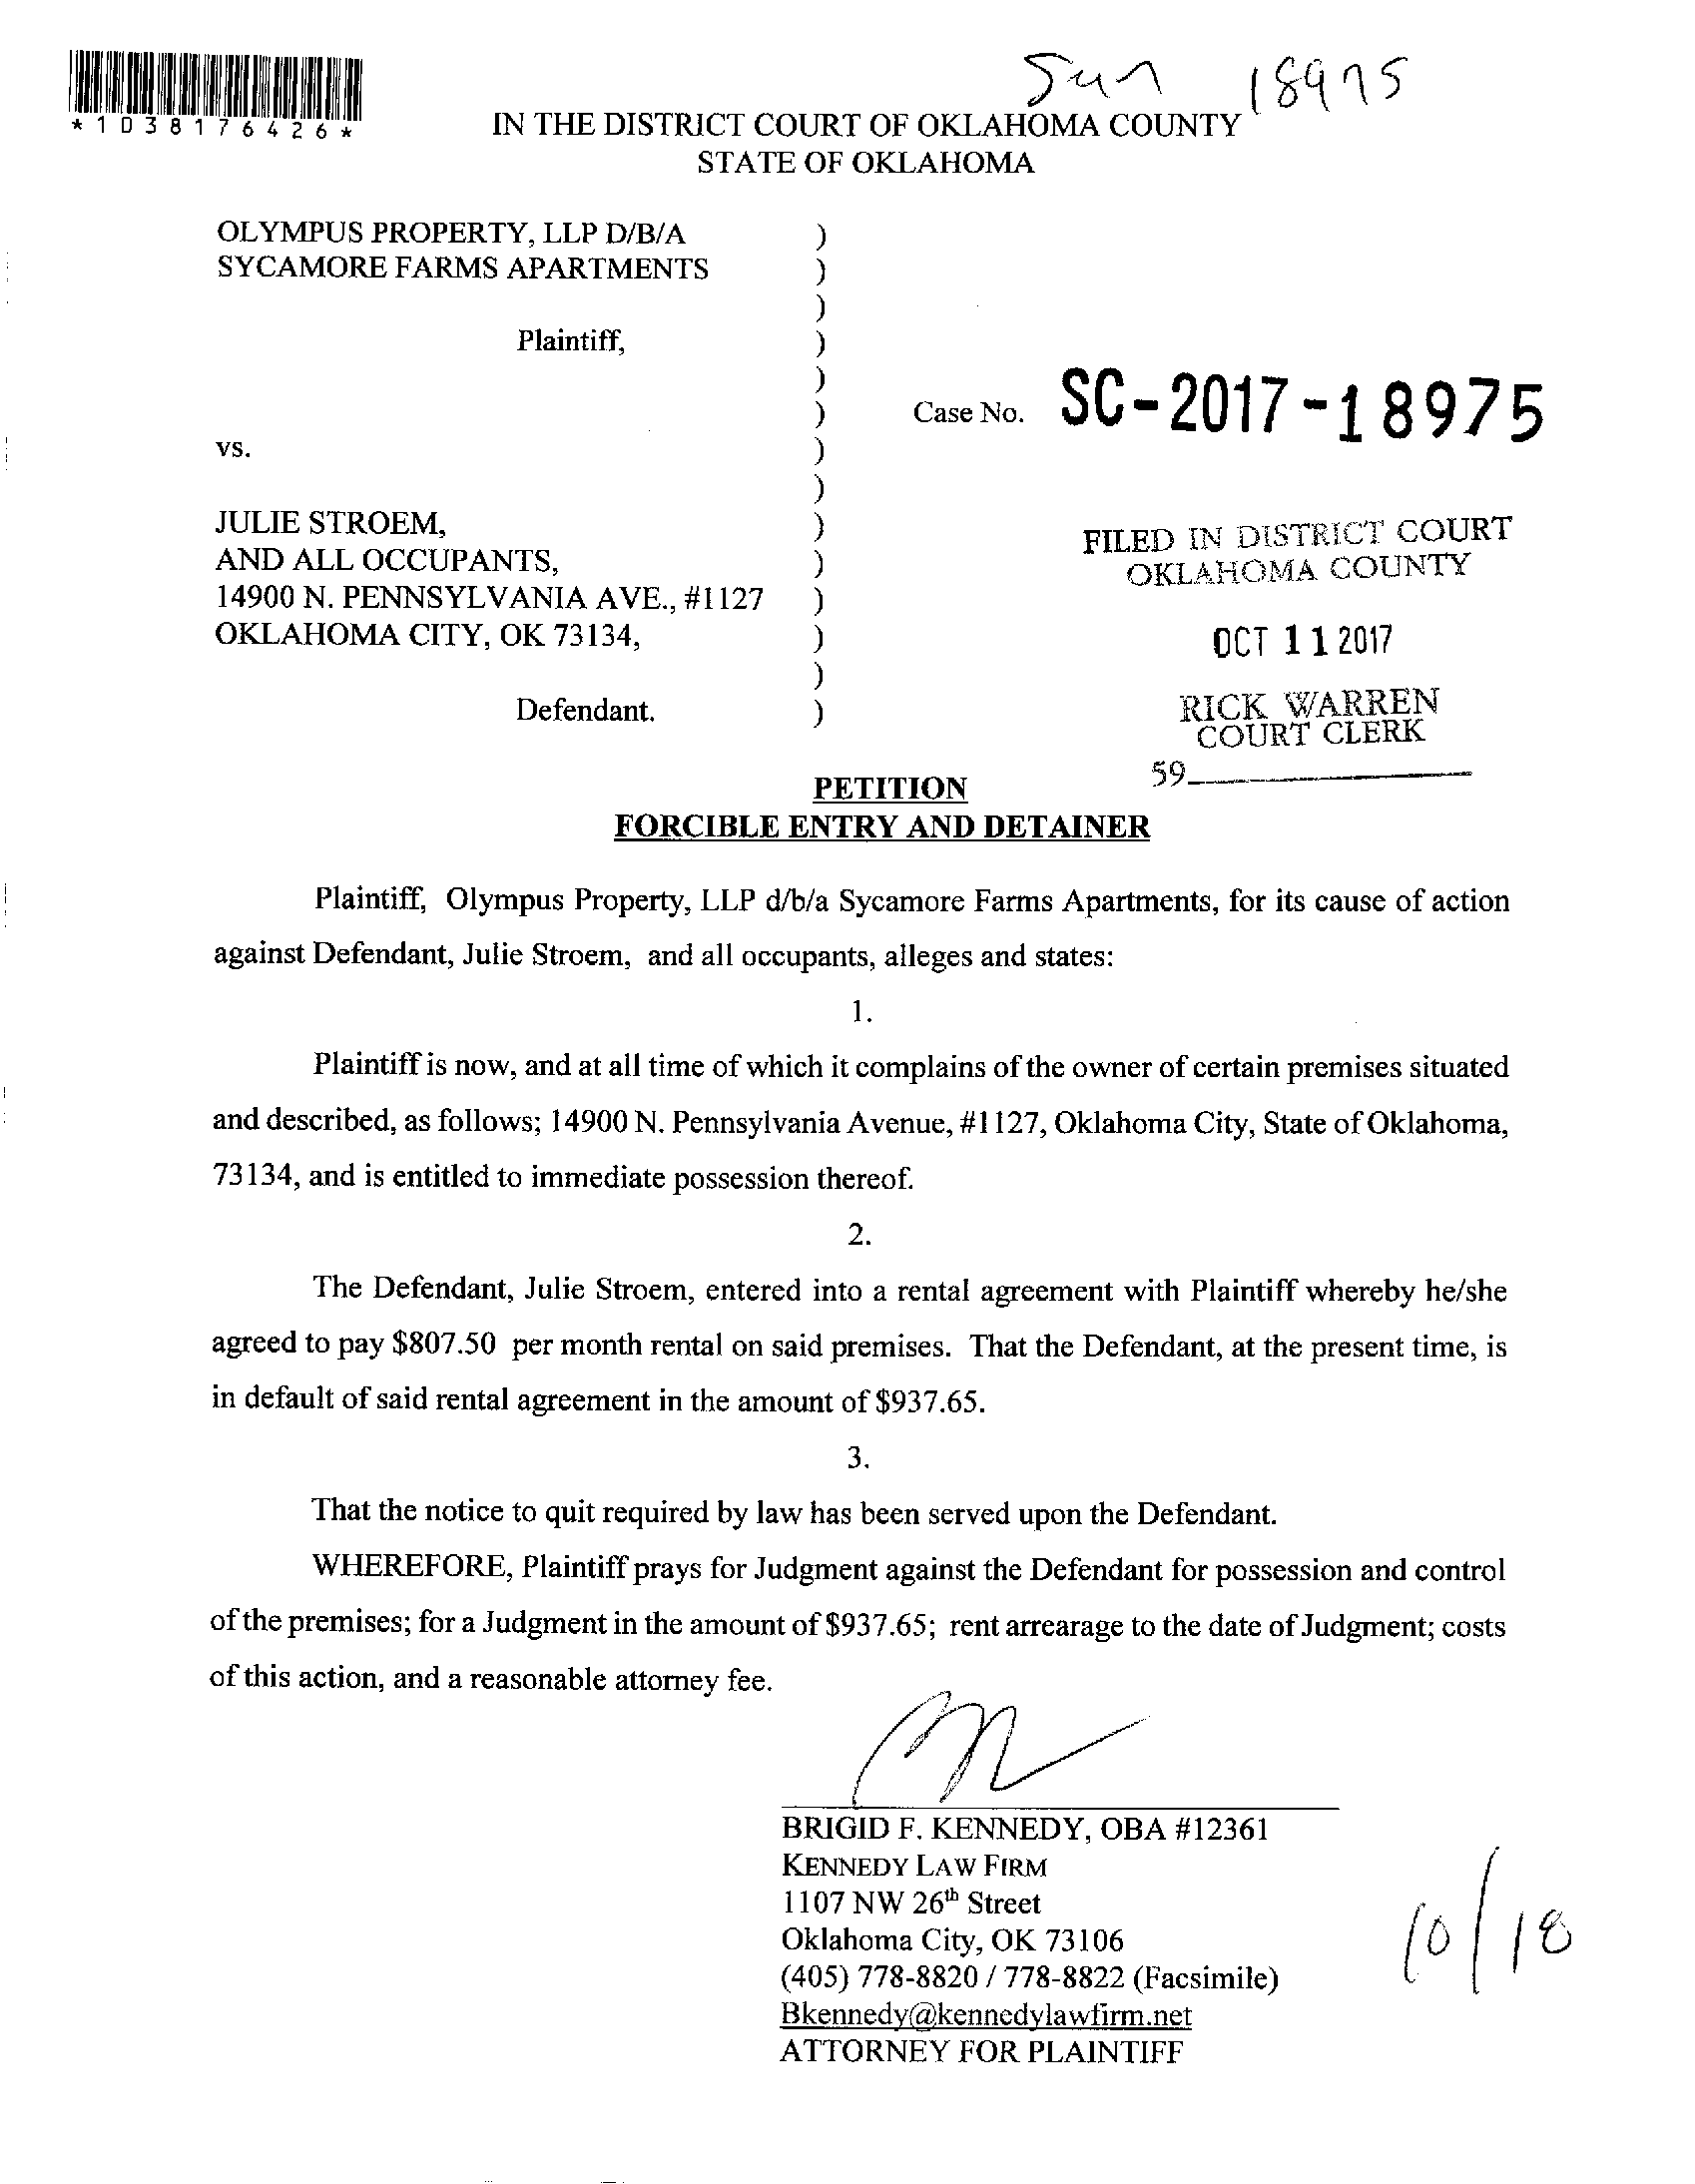 Sun 18975
*1038176426*
IN THE DISTRICT COURT OF OKLAHOMA COUNTY
STATE OF OKLAHOMA
OLYMPUS PROPERTY, LLP D/B/A )
SYCAMORE FARMS APARTMENTS )
)
Plaintiff, )
)
) Case No. SC-2017-18975
vs. )
)
JULIE STROEM, )
AND ALL OCCUPANTS, )
14900 N. PENNSYLVANIA AVE., #1127 )
OKLAHOMA CITY, OK 73134, )
)
Defendant. )
FILED IN DISTRICT COURT
OKLAHOMA COUNTY
OCT 11 2017
RICK WARREN
COURT CLERK
59
PETITION
FORCIBLE ENTRY AND DETAINER
Plaintiff, Olympus Property, LLP d/b/a Sycamore Farms Apartments, for its cause of action
against Defendant, Julie Stroem, and all occupants, alleges and states:
1.
Plaintiff is now, and at all time of which it complains of the owner of certain premises situated
and described, as follows; 14900 N. Pennsylvania Avenue, #1127, Oklahoma City, State of Oklahoma,
73134, and is entitled to immediate possession thereof.
2.
The Defendant, Julie Stroem, entered into a rental agreement with Plaintiff whereby he/she
agreed to pay $807.50 per month rental on said premises. That the Defendant, at the present time, is
in default of said rental agreement in the amount of $937.65.
3.
That the notice to quit required by law has been served upon the Defendant.
WHEREFORE, Plaintiff prays for Judgment against the Defendant for possession and control
of the premises; for a Judgment in the amount of $937.65; rent arrearage to the date of Judgment; costs
of this action, and a reasonable attorney fee.
BRIGID F. KENNEDY, OBA #12361
KENNEDY LAW FIRM
1107 NW 26th Street
Oklahoma City, OK 73106
(405) 778-8820 / 778-8822 (Facsimile)
Bkennedy@kennedylawfirm.net
ATTORNEY FOR PLAINTIFF
10/18